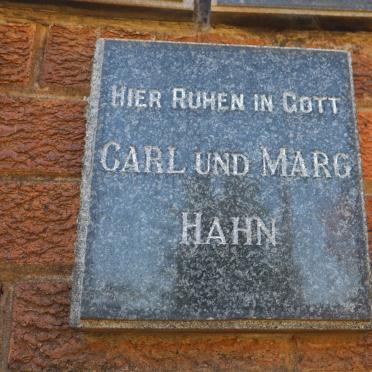 HIER RUHEN IN GOTT
CARL UND MARG
HAHN